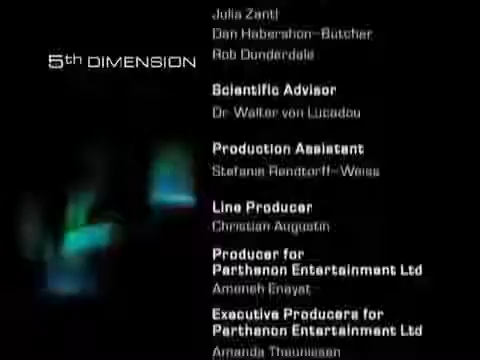 Julia Zantl
Dan Habershon-Butcher
Rob Dunderdale
5th DIMENSION
Scientific Advisor
Dr Walter von Lucadou
Production Assistant
Stefanie Rendtorff-Weiss
Line Producer
Christian Augustin
Producer for
Parthenon Entertainment Ltd
Ameneh Enayat
Executive Producers for
Parthenon Entertainment Ltd
Amanda Theunissen